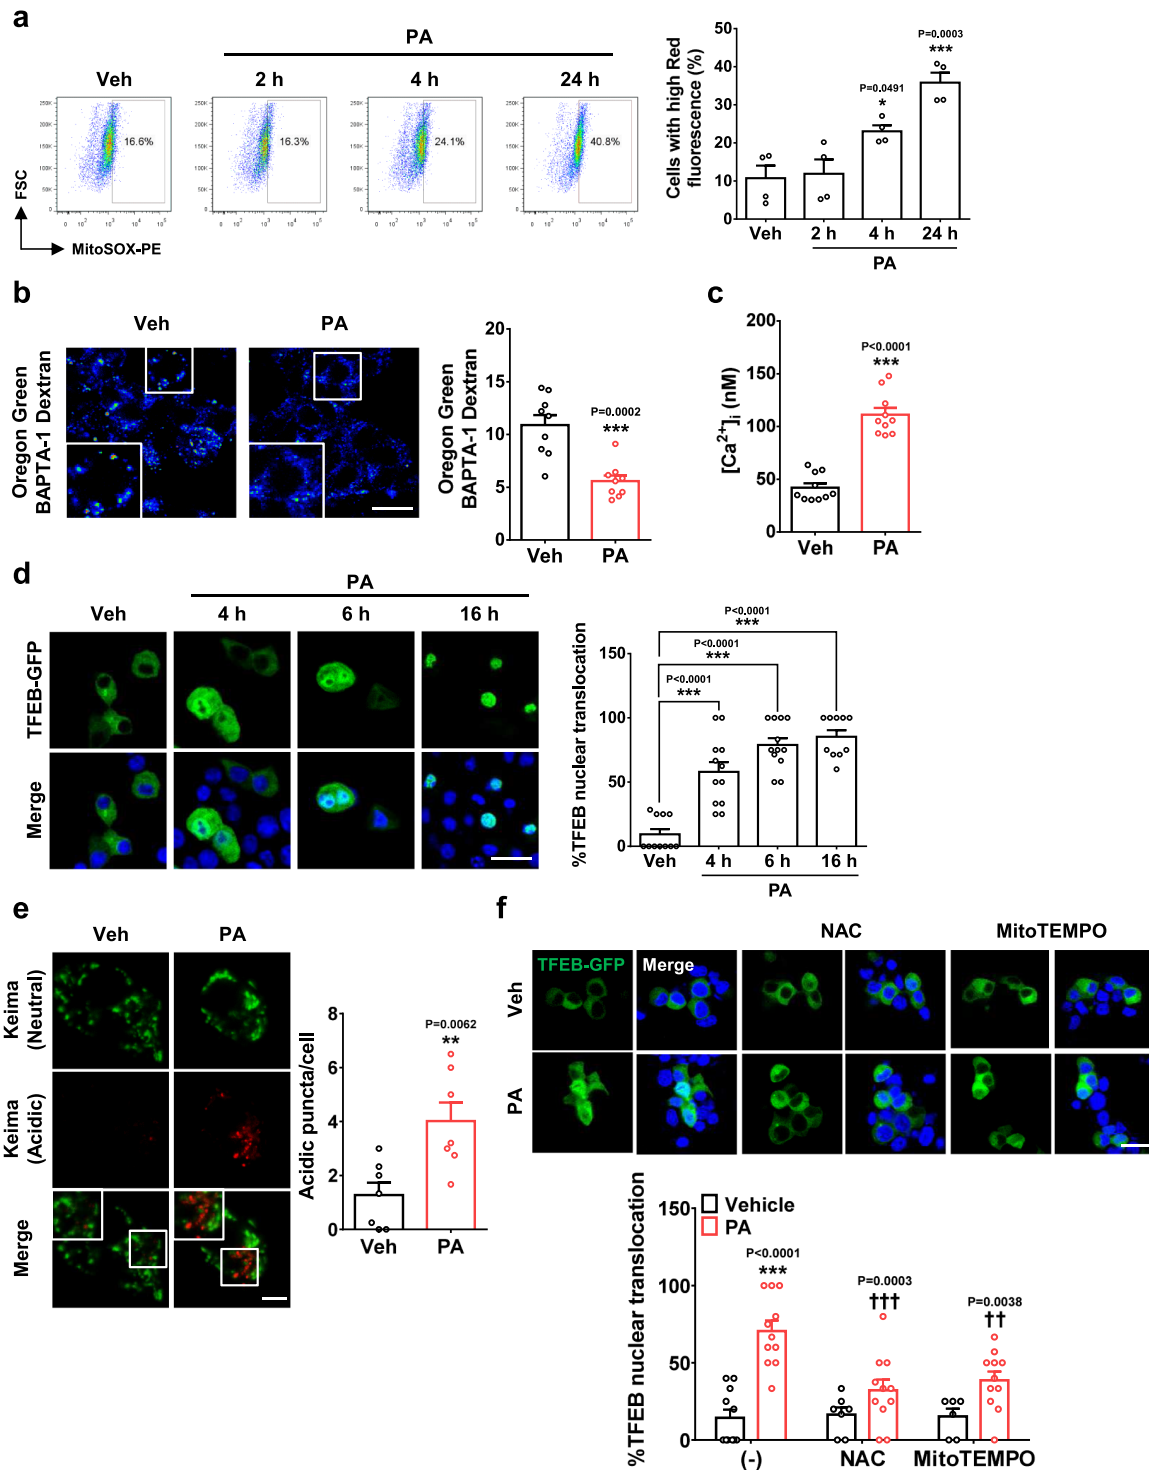 a
PA
Veh
2 h
4 h
24 h
FSC
250K
200K
150K
100K
50K
0
16.6%
16.3%
24.1%
40.8%
MitoSOX-PE
Cells with high Red
fluorescence (%)
50
40
30
20
10
0
P=0.0491
*
P=0.0003
***
Veh
2 h
4 h
24 h
PA
b
Veh
PA
Oregon Green
BAPTA-1 Dextran
Oregon Green
BAPTA-1 Dextran
20
15
10
5
0
P=0.0002
***
Veh
PA
c
[Ca2+]i (nM)
200
150
100
50
0
P<0.0001
***
Veh
PA
d
PA
Veh
4 h
6 h
16 h
TFEB-GFP
Merge
%TFEB nuclear translocation
150
100
50
0
P<0.0001
***
P<0.0001
***
P<0.0001
***
Veh
4 h
6 h
16 h
PA
e
Veh
PA
Keima
(Neutral)
Keima
(Acidic)
Merge
Acidic puncta/cell
8
6
4
2
0
P=0.0062
**
Veh
PA
f
NAC
MitoTEMPO
TFEB-GFP
Merge
Veh
PA
Vehicle
PA
%TFEB nuclear translocation
150
100
50
0
P<0.0001
***
P=0.0003
†††
P=0.0038
††
(-)
NAC
MitoTEMPO